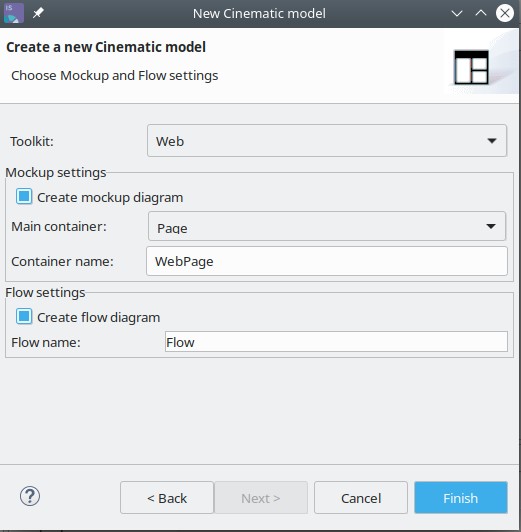 IS
New Cinematic model
Create a new Cinematic model
Choose Mockup and Flow settings
Toolkit: Web
Mockup settings
Create mockup diagram
Main container: Page
Container name: WebPage
Flow settings
Create flow diagram
Flow name: Flow
? < Back Next > Cancel Finish